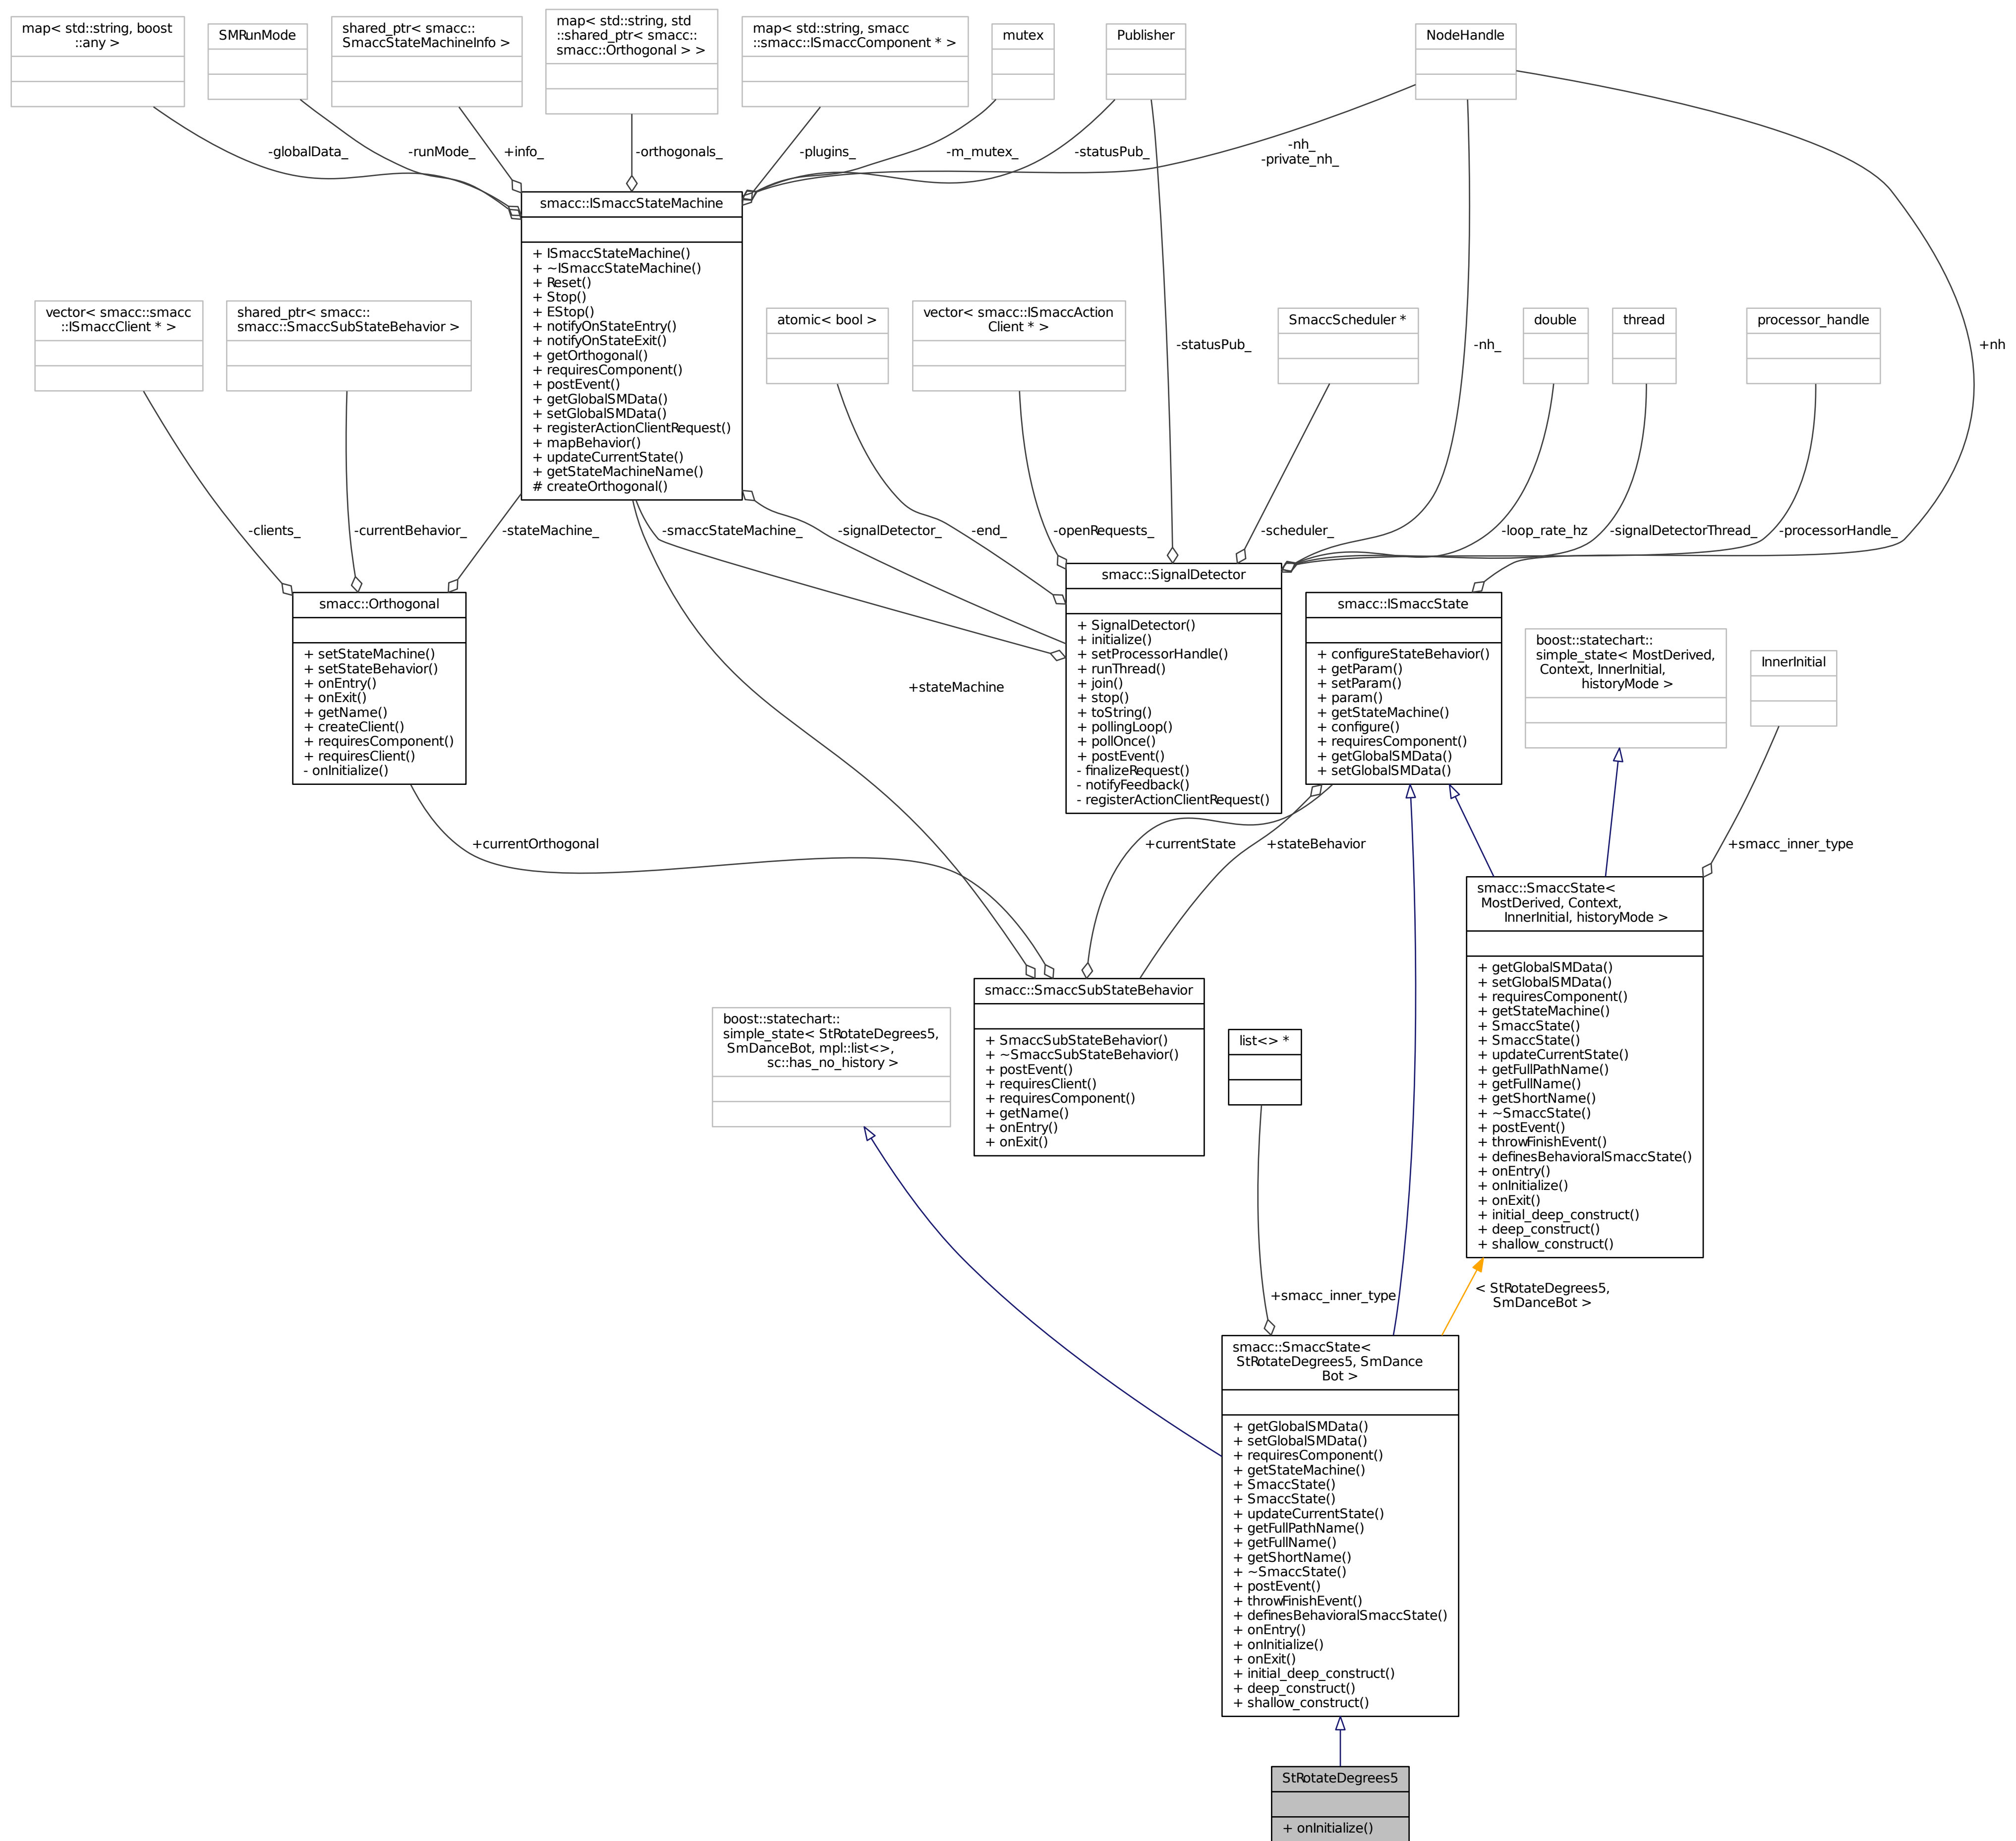 map< std::string, boost
::any >
SMRunMode
shared_ptr< smacc::
SmaccStateMachineInfo >
map< std::string, std
::shared_ptr< smacc::
smacc::Orthogonal > >
map< std::string, smacc
::smacc::ISmaccComponent * >
mutex
Publisher
NodeHandle
-globalData_
-runMode_
+info_
-orthogonals_
-plugins_
-m_mutex_
-statusPub_
-nh_
-private_nh_
smacc::ISmaccStateMachine
+ ISmaccStateMachine()
+ ~ISmaccStateMachine()
+ Reset()
+ Stop()
+ EStop()
+ notifyOnStateEntry()
+ notifyOnStateExit()
+ getOrthogonal()
+ requiresComponent()
+ postEvent()
+ getGlobalSMData()
+ setGlobalSMData()
+ registerActionClientRequest()
+ mapBehavior()
+ updateCurrentState()
+ getStateMachineName()
# createOrthogonal()
vector< smacc::smacc
::ISmaccClient * >
shared_ptr< smacc::
smacc::SmaccSubStateBehavior >
atomic< bool >
vector< smacc::ISmaccAction
Client * >
SmaccScheduler *
double
thread
processor_handle
-statusPub_
-nh_
+nh
-clients_
-currentBehavior_
-stateMachine_
-smaccStateMachine_
-signalDetector_
-end_
-openRequests_
-scheduler_
-loop_rate_hz
-signalDetectorThread_
-processorHandle_
smacc::Orthogonal
+ setStateMachine()
+ setStateBehavior()
+ onEntry()
+ onExit()
+ getName()
+ createClient()
+ requiresComponent()
+ requiresClient()
- onInitialize()
smacc::SignalDetector
+ SignalDetector()
+ initialize()
+ setProcessorHandle()
+ runThread()
+ join()
+ stop()
+ toString()
+ pollingLoop()
+ pollOnce()
+ postEvent()
- finalizeRequest()
- notifyFeedback()
- registerActionClientRequest()
smacc::ISmaccState
+ configureStateBehavior()
+ getParam()
+ setParam()
+ param()
+ getStateMachine()
+ configure()
+ requiresComponent()
+ getGlobalSMData()
+ setGlobalSMData()
boost::statechart::
simple_state< MostDerived,
Context, InnerInitial,
historyMode >
InnerInitial
+stateMachine
+currentOrthogonal
+currentState
+stateBehavior
+smacc_inner_type
smacc::SmaccState<
MostDerived, Context,
InnerInitial, historyMode >
+ getGlobalSMData()
+ setGlobalSMData()
+ requiresComponent()
+ getStateMachine()
+ SmaccState()
+ SmaccState()
+ updateCurrentState()
+ getFullPathName()
+ getFullName()
+ getShortName()
+ ~SmaccState()
+ postEvent()
+ throwFinishEvent()
+ definesBehavioralSmaccState()
+ onEntry()
+ onInitialize()
+ onExit()
+ initial_deep_construct()
+ deep_construct()
+ shallow_construct()
smacc::SmaccSubStateBehavior
+ SmaccSubStateBehavior()
+ ~SmaccSubStateBehavior()
+ postEvent()
+ requiresClient()
+ requiresComponent()
+ getName()
+ onEntry()
+ onExit()
boost::statechart::
simple_state< StRotateDegrees5,
SmDanceBot, mpl::list<>,
sc::has_no_history >
list<> *
+smacc_inner_type
< StRotateDegrees5,
SmDanceBot >
smacc::SmaccState<
StRotateDegrees5, SmDance
Bot >
+ getGlobalSMData()
+ setGlobalSMData()
+ requiresComponent()
+ getStateMachine()
+ SmaccState()
+ SmaccState()
+ updateCurrentState()
+ getFullPathName()
+ getFullName()
+ getShortName()
+ ~SmaccState()
+ postEvent()
+ throwFinishEvent()
+ definesBehavioralSmaccState()
+ onEntry()
+ onInitialize()
+ onExit()
+ initial_deep_construct()
+ deep_construct()
+ shallow_construct()
StRotateDegrees5
+ onInitialize()